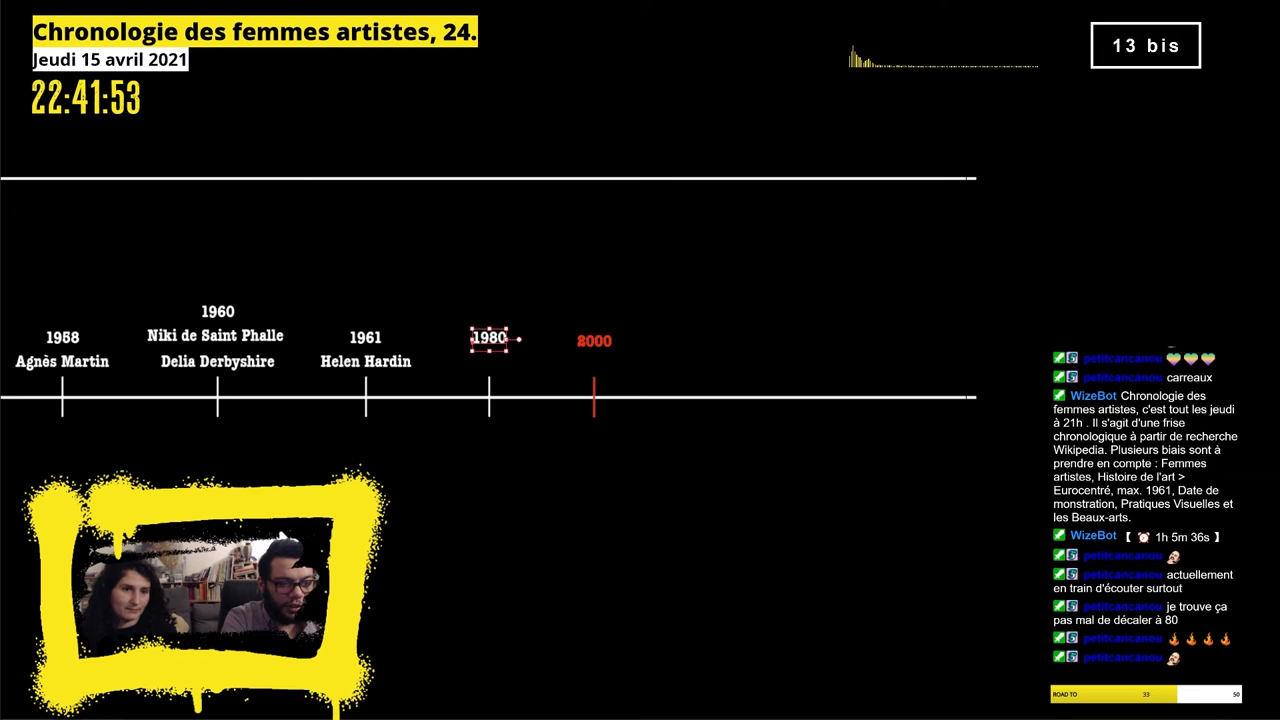 Chronologie des femmes artistes, 24.
Jeudi 15 avril 2021
22:41:53
13 bis
1958
Agnès Martin
1960
Niki de Saint Phalle
Delia Derbyshire
1961
Helen Hardin
1980
2000
petitcancanou
petitcancanou carreaux
WizeBot Chronologie des
femmes artistes, c'est tout les jeudi
à 21h . Il s'agit d'une frise
chronologique à partir de recherche
Wikipedia. Plusieurs biais sont à
prendre en compte : Femmes
artistes, Histoire de l'art >
Eurocentré, max. 1961, Date de
monstration, Pratiques Visuelles et
les Beaux-arts.
WizeBot 【 ⏰ 1h 5m 36s 】
petitcancanou
petitcancanou actuellement
en train d'écouter surtout
petitcancanou je trouve ça
pas mal de décaler à 80
petitcancanou 🔥 🔥 🔥 🔥
petitcancanou
ROAD TO 33 50